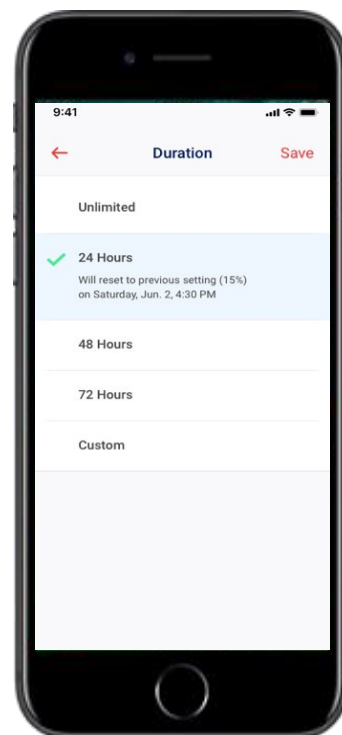 9:41
Duration Save
Unlimited
24 Hours
Will reset to previous setting (15%)
on Saturday, Jun. 2, 4:30 PM
48 Hours
72 Hours
Custom